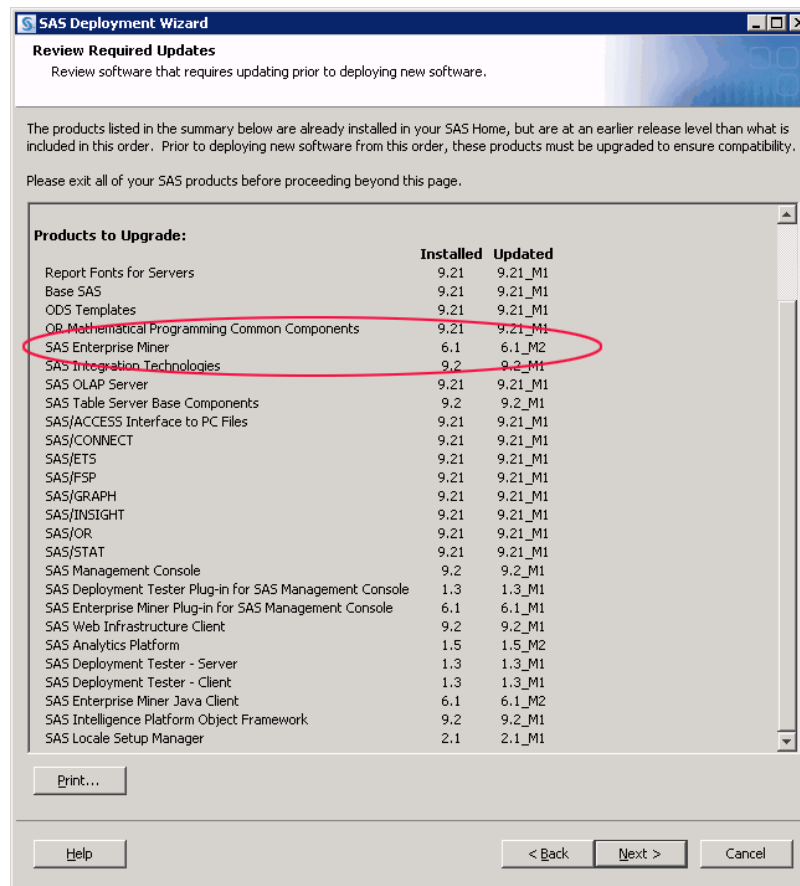 SAS Deployment Wizard
Review Required Updates
Review software that requires updating prior to deploying new software.
The products listed in the summary below are already installed in your SAS Home, but are at an earlier release level than what is
included in this order. Prior to deploying new software from this order, these products must be upgraded to ensure compatibility.
Please exit all of your SAS products before proceeding beyond this page.
Products to Upgrade:
Installed Updated
Report Fonts for Servers 9.21 9.21_M1
Base SAS 9.21 9.21_M1
ODS Templates 9.21 9.21_M1
OR Mathematical Programming Common Components 9.21 9.21_M1
SAS Enterprise Miner 6.1 6.1_M2
SAS Integration Technologies 9.2 9.2_M1
SAS OLAP Server 9.21 9.21_M1
SAS Table Server Base Components 9.2 9.2_M1
SAS/ACCESS Interface to PC Files 9.21 9.21_M1
SAS/CONNECT 9.21 9.21_M1
SAS/ETS 9.21 9.21_M1
SAS/FSP 9.21 9.21_M1
SAS/GRAPH 9.21 9.21_M1
SAS/INSIGHT 9.21 9.21_M1
SAS/OR 9.21 9.21_M1
SAS/STAT 9.21 9.21_M1
SAS Management Console 9.2 9.2_M1
SAS Deployment Tester Plug-in for SAS Management Console 1.3 1.3_M1
SAS Enterprise Miner Plug-in for SAS Management Console 6.1 6.1_M1
SAS Web Infrastructure Client 9.2 9.2_M1
SAS Analytics Platform 1.5 1.5_M2
SAS Deployment Tester - Server 1.3 1.3_M1
SAS Deployment Tester - Client 1.3 1.3_M1
SAS Enterprise Miner Java Client 6.1 6.1_M2
SAS Intelligence Platform Object Framework 9.2 9.2_M1
SAS Locale Setup Manager 2.1 2.1_M1
Print...
Help < Back Next > Cancel